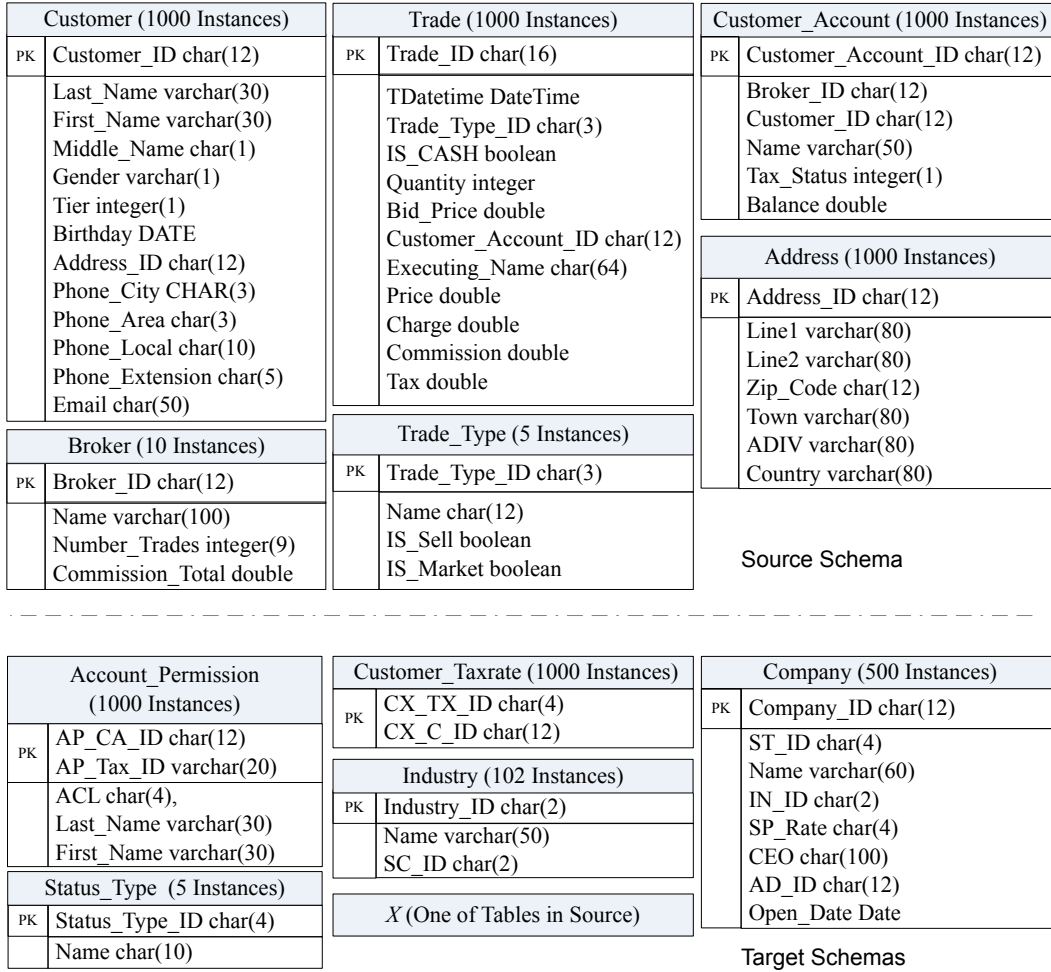 Customer (1000 Instances)
PK Customer_ID char(12)
Last_Name varchar(30)
First_Name varchar(30)
Middle_Name char(1)
Gender varchar(1)
Tier integer(1)
Birthday DATE
Address_ID char(12)
Phone_City CHAR(3)
Phone_Area char(3)
Phone_Local char(10)
Phone_Extension char(5)
Email char(50)
Broker (10 Instances)
PK Broker_ID char(12)
Name varchar(100)
Number_Trades integer(9)
Commission_Total double
Trade (1000 Instances)
PK Trade_ID char(16)
TDatetime DateTime
Trade_Type_ID char(3)
IS_CASH boolean
Quantity integer
Bid_Price double
Customer_Account_ID char(12)
Executing_Name char(64)
Price double
Charge double
Commission double
Tax double
Trade_Type (5 Instances)
PK Trade_Type_ID char(3)
Name char(12)
IS_Sell boolean
IS_Market boolean
Customer_Account (1000 Instances)
PK Customer_Account_ID char(12)
Broker_ID char(12)
Customer_ID char(12)
Name varchar(50)
Tax_Status integer(1)
Balance double
Address (1000 Instances)
PK Address_ID char(12)
Line1 varchar(80)
Line2 varchar(80)
Zip_Code char(12)
Town varchar(80)
ADIV varchar(80)
Country varchar(80)
Source Schema
Account_Permission
(1000 Instances)
PK AP_CA_ID char(12)
AP_Tax_ID varchar(20)
ACL char(4),
Last_Name varchar(30)
First_Name varchar(30)
Status_Type (5 Instances)
PK Status_Type_ID char(4)
Name char(10)
Customer_Taxrate (1000 Instances)
PK CX_TX_ID char(4)
CX_C_ID char(12)
Industry (102 Instances)
PK Industry_ID char(2)
Name varchar(50)
SC_ID char(2)
X (One of Tables in Source)
Company (500 Instances)
PK Company_ID char(12)
ST_ID char(4)
Name varchar(60)
IN_ID char(2)
SP_Rate char(4)
CEO char(100)
AD_ID char(12)
Open_Date Date
Target Schemas